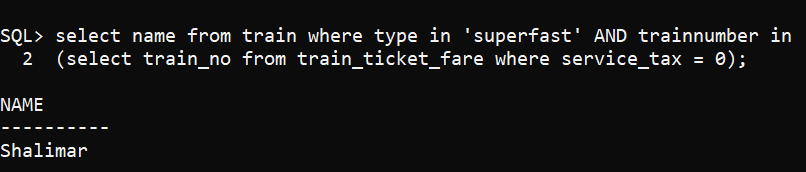 SQL> select name from train where type in 'superfast' AND trainnumber in
  2  (select train_no from train_ticket_fare where service_tax = 0);
NAME
----------
Shalimar